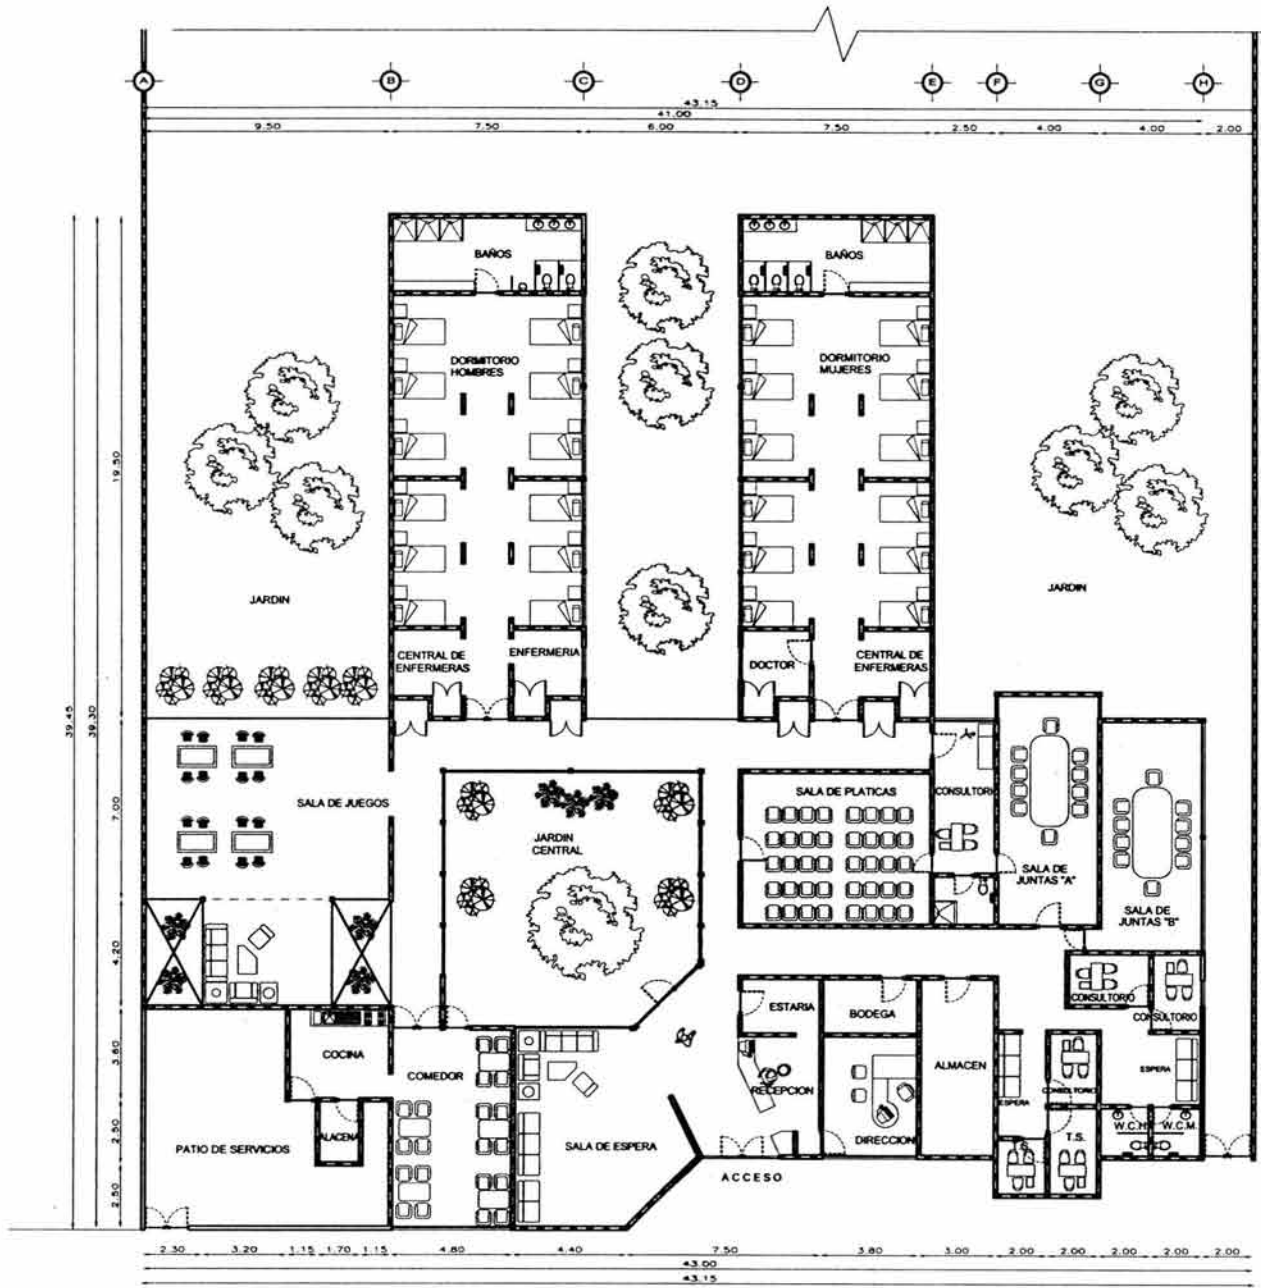 A B C D E F G H
43.15
41.00
9.50 7.50 6.00 7.50 2.50 4.00 4.00 2.00
BAÑOS BAÑOS
DORMITORIO
HOMBRES
DORMITORIO
MUJERES
39.45
39.30
19.50
7.00
4.20
3.60
2.50
2.50
JARDIN JARDIN
CENTRAL DE
ENFERMERAS
ENFERMERIA
DOCTOR
CENTRAL DE
ENFERMERAS
SALA DE JUEGOS
JARDIN
CENTRAL
SALA DE PLATICAS
CONSULTORI
SALA DE
JUNTAS "A"
SALA DE
JUNTAS "B"
CONSULTORIO
CONSULTORIO
ESTARIA
BODEGA
COCINA
COMEDOR
RECEPCION
ALMACEN
ESPERA
CONSULTORIO
ESPERA
PATIO DE SERVICIOS
ALACENA
SALA DE ESPERA
DIRECCION
T.S.
W.C.H. W.C.M.
ACCESO
2.30 3.20 1.15 1.70 1.15 4.80 4.40 7.50 3.80 3.00 2.00 2.00 2.00 2.00 2.00
43.00
43.15